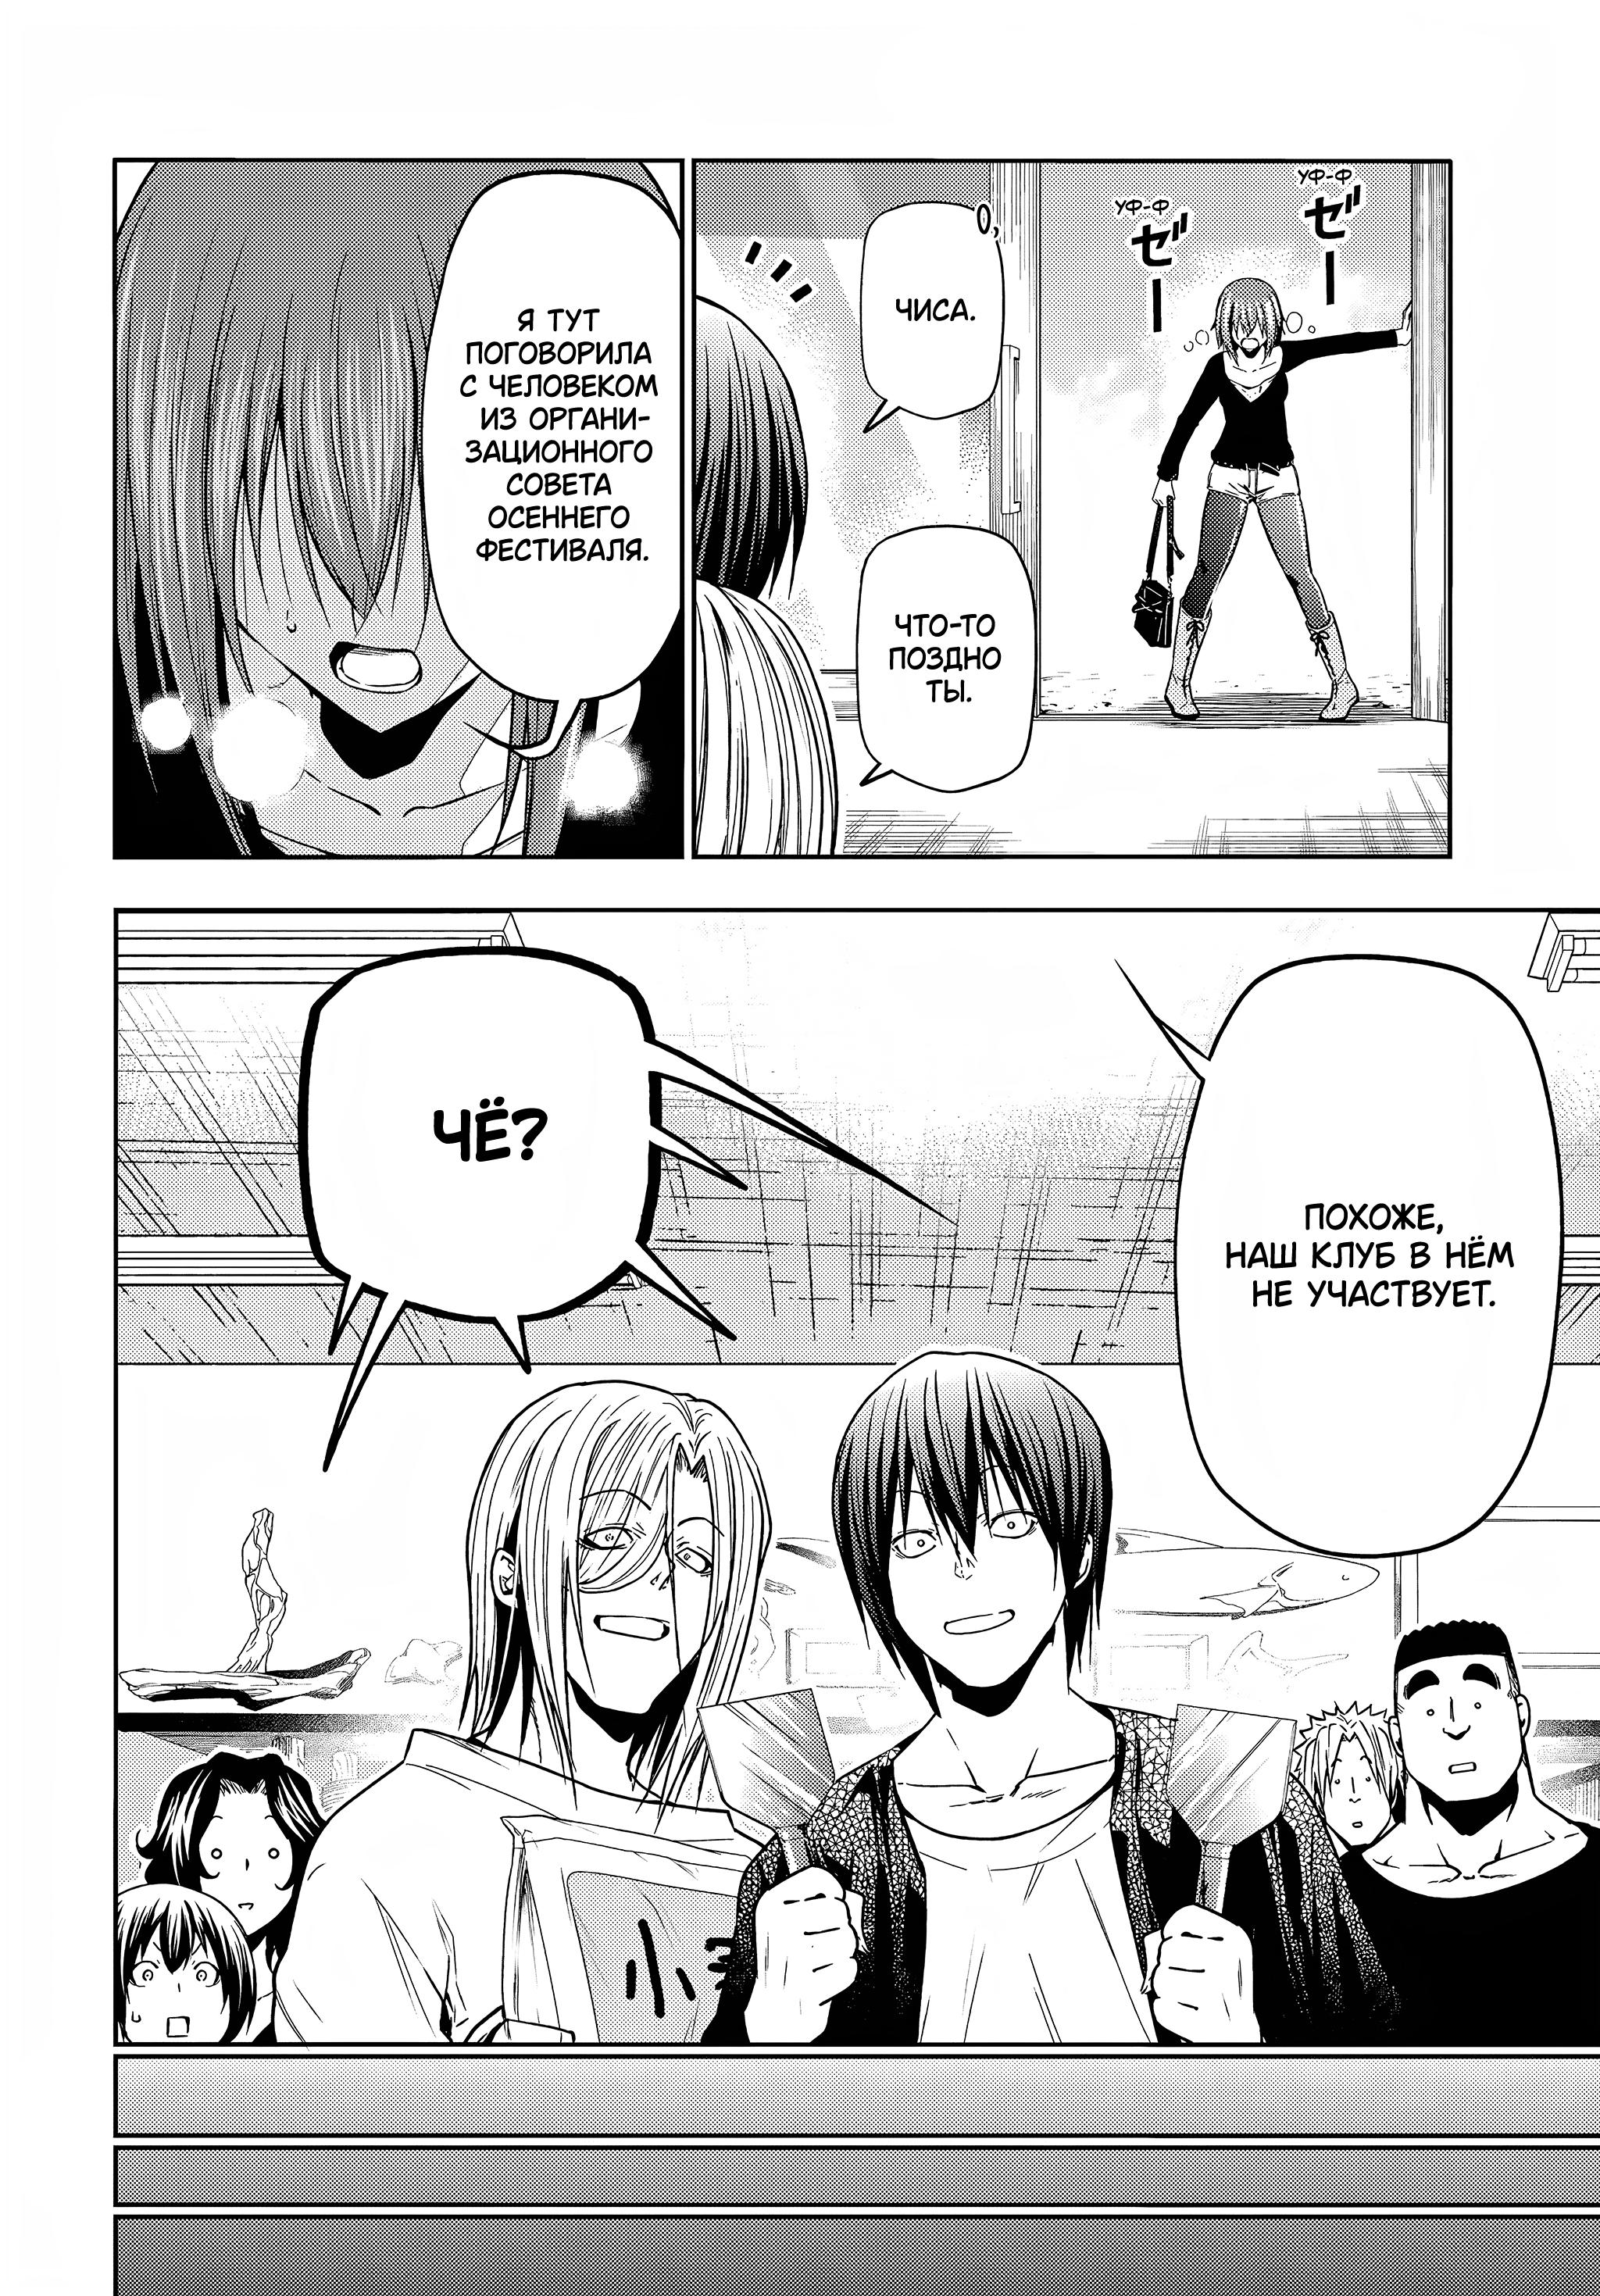 УФ-Ф
ゼー
УФ-Ф
ゼー
О,
ЧИСА.
ЧТО-ТО
ПОЗДНО
ТЫ.
Я ТУТ
ПОГОВОРИЛА
С ЧЕЛОВЕКОМ
ИЗ ОРГАНИ-
ЗАЦИОННОГО
СОВЕТА
ОСЕННЕГО
ФЕСТИВАЛЯ.
ПОХОЖЕ,
НАШ КЛУБ В НЁМ
НЕ УЧАСТВУЕТ.
ЧЁ?
小